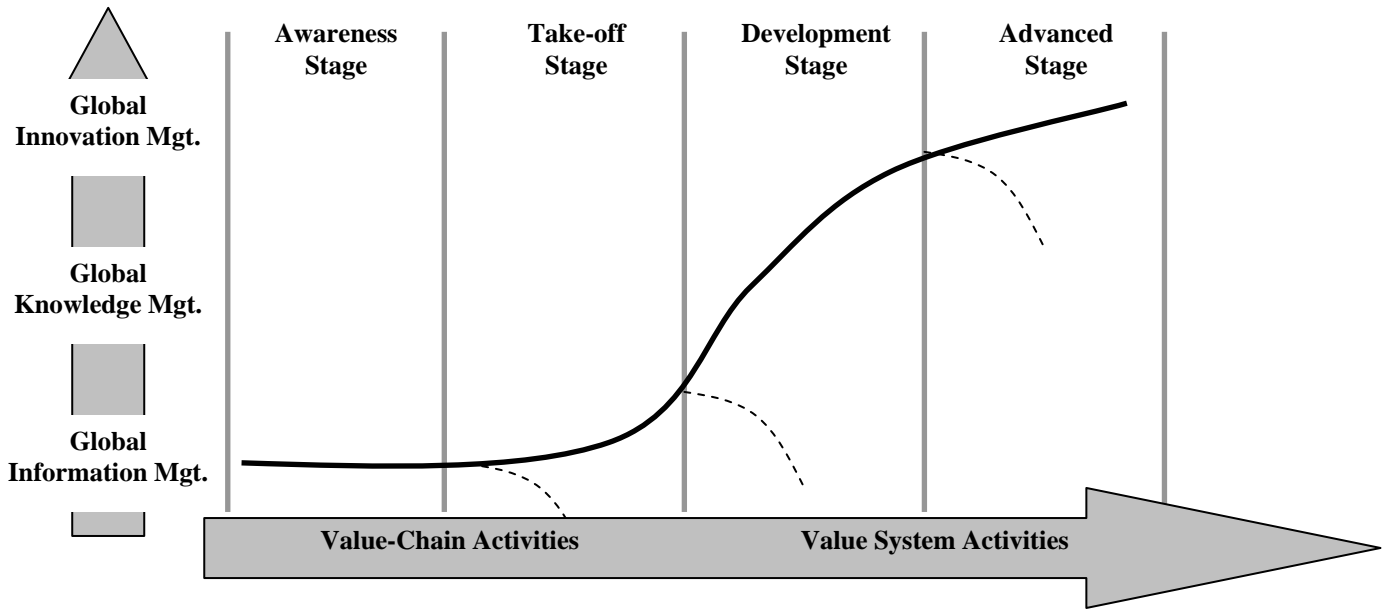 Awareness
Stage
Take-off
Stage
Development
Stage
Advanced
Stage
Global
Innovation Mgt.
Global
Knowledge Mgt.
Global
Information Mgt.
Value-Chain Activities
Value System Activities